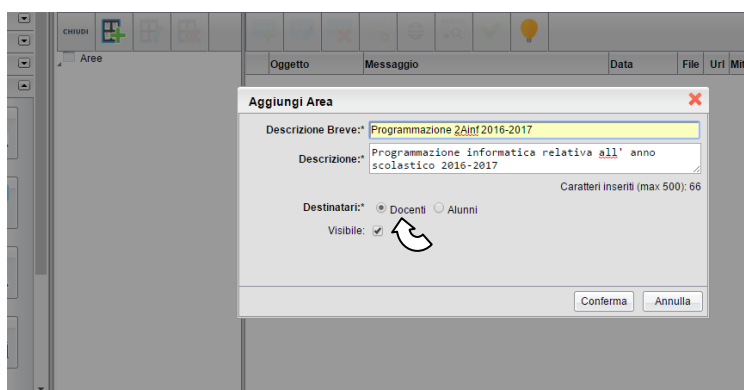 CHIUDI
Aree
Oggetto Messaggio Data File Url Mit
Aggiungi Area
Descrizione Breve:* Programmazione 2Ainf 2016-2017
Descrizione:* Programmazione informatica relativa all' anno
scolastico 2016-2017
Caratteri inseriti (max 500): 66
Destinatari:* Docenti Alunni
Visibile:
Conferma Annulla